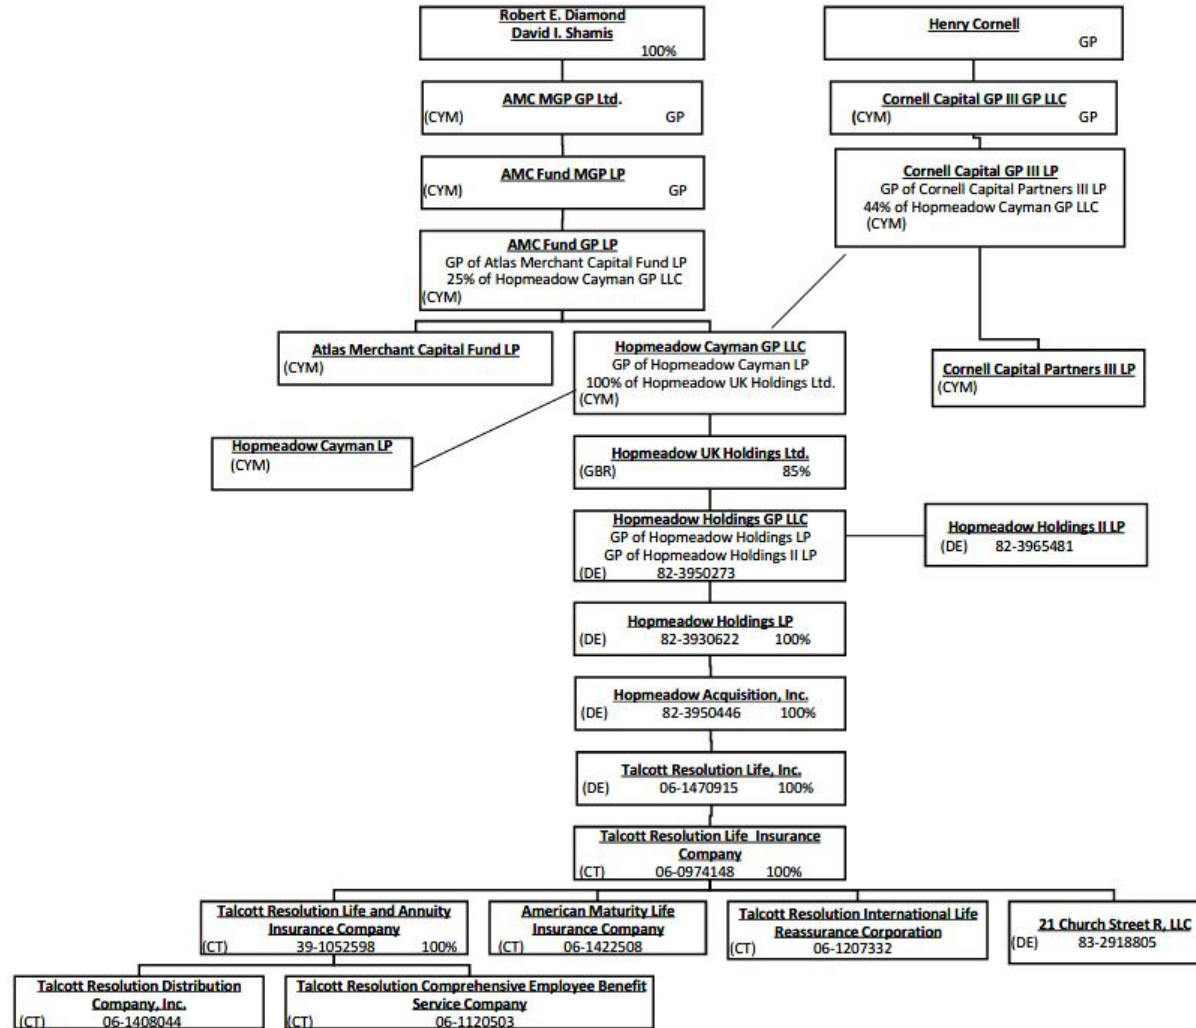 Robert E. Diamond
David I. Shamis
100%
Henry Cornell
GP
AMC MGP GP Ltd.
(CYM) GP
Cornell Capital GP III GP LLC
(CYM) GP
AMC Fund MGP LP
(CYM) GP
Cornell Capital GP III LP
GP of Cornell Capital Partners III LP
44% of Hopmeadow Cayman GP LLC
(CYM)
AMC Fund GP LP
GP of Atlas Merchant Capital Fund LP
25% of Hopmeadow Cayman GP LLC
(CYM)
Atlas Merchant Capital Fund LP
(CYM)
Hopmeadow Cayman GP LLC
GP of Hopmeadow Cayman LP
100% of Hopmeadow UK Holdings Ltd.
(CYM)
Cornell Capital Partners III LP
(CYM)
Hopmeadow Cayman LP
(CYM)
Hopmeadow UK Holdings Ltd.
(GBR) 85%
Hopmeadow Holdings GP LLC
GP of Hopmeadow Holdings LP
GP of Hopmeadow Holdings II LP
(DE) 82-3950273
Hopmeadow Holdings II LP
(DE) 82-3965481
Hopmeadow Holdings LP
(DE) 82-3930622 100%
Hopmeadow Acquisition, Inc.
(DE) 82-3950446 100%
Talcott Resolution Life, Inc.
(DE) 06-1470915 100%
Talcott Resolution Life Insurance
Company
(CT) 06-0974148 100%
Talcott Resolution Life and Annuity
Insurance Company
(CT) 39-1052598 100%
American Maturity Life
Insurance Company
(CT) 06-1422508
Talcott Resolution International Life
Reassurance Corporation
(CT) 06-1207332
21 Church Street R, LLC
(DE) 83-2918805
Talcott Resolution Distribution
Company, Inc.
(CT) 06-1408044
Talcott Resolution Comprehensive Employee Benefit
Service Company
(CT) 06-1120503